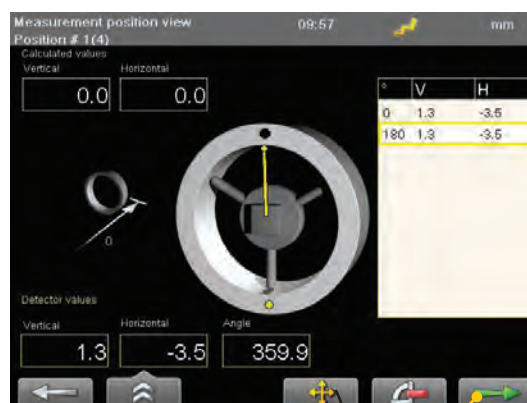 Measurement position view 09:57 mm
Position # 1(4)
Calculated values
Vertical Horizontal
0.0 0.0
° V H
0 1.3 -3.5
180 1.3 -3.5
0
Detector values
Vertical Horizontal Angle
1.3 -3.5 359.9